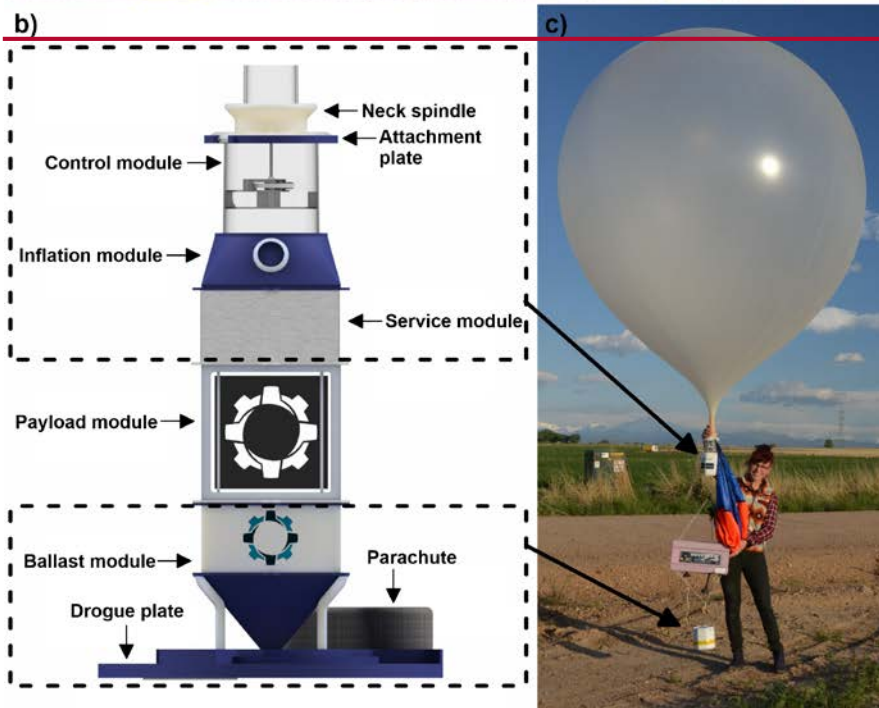 b)
c)
Neck spindle
Attachment
plate
Control module
Inflation module
Service module
Payload module
Ballast module
Parachute
Drogue plate